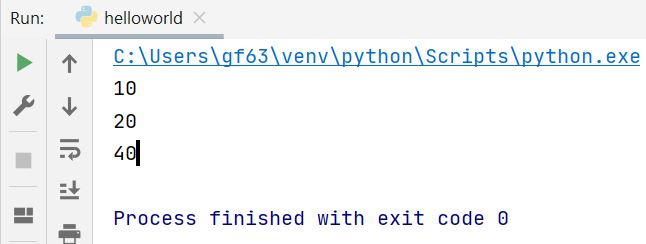 Run: helloworld
C:\Users\gf63\venv\python\Scripts\python.exe
10
20
40
Process finished with exit code 0